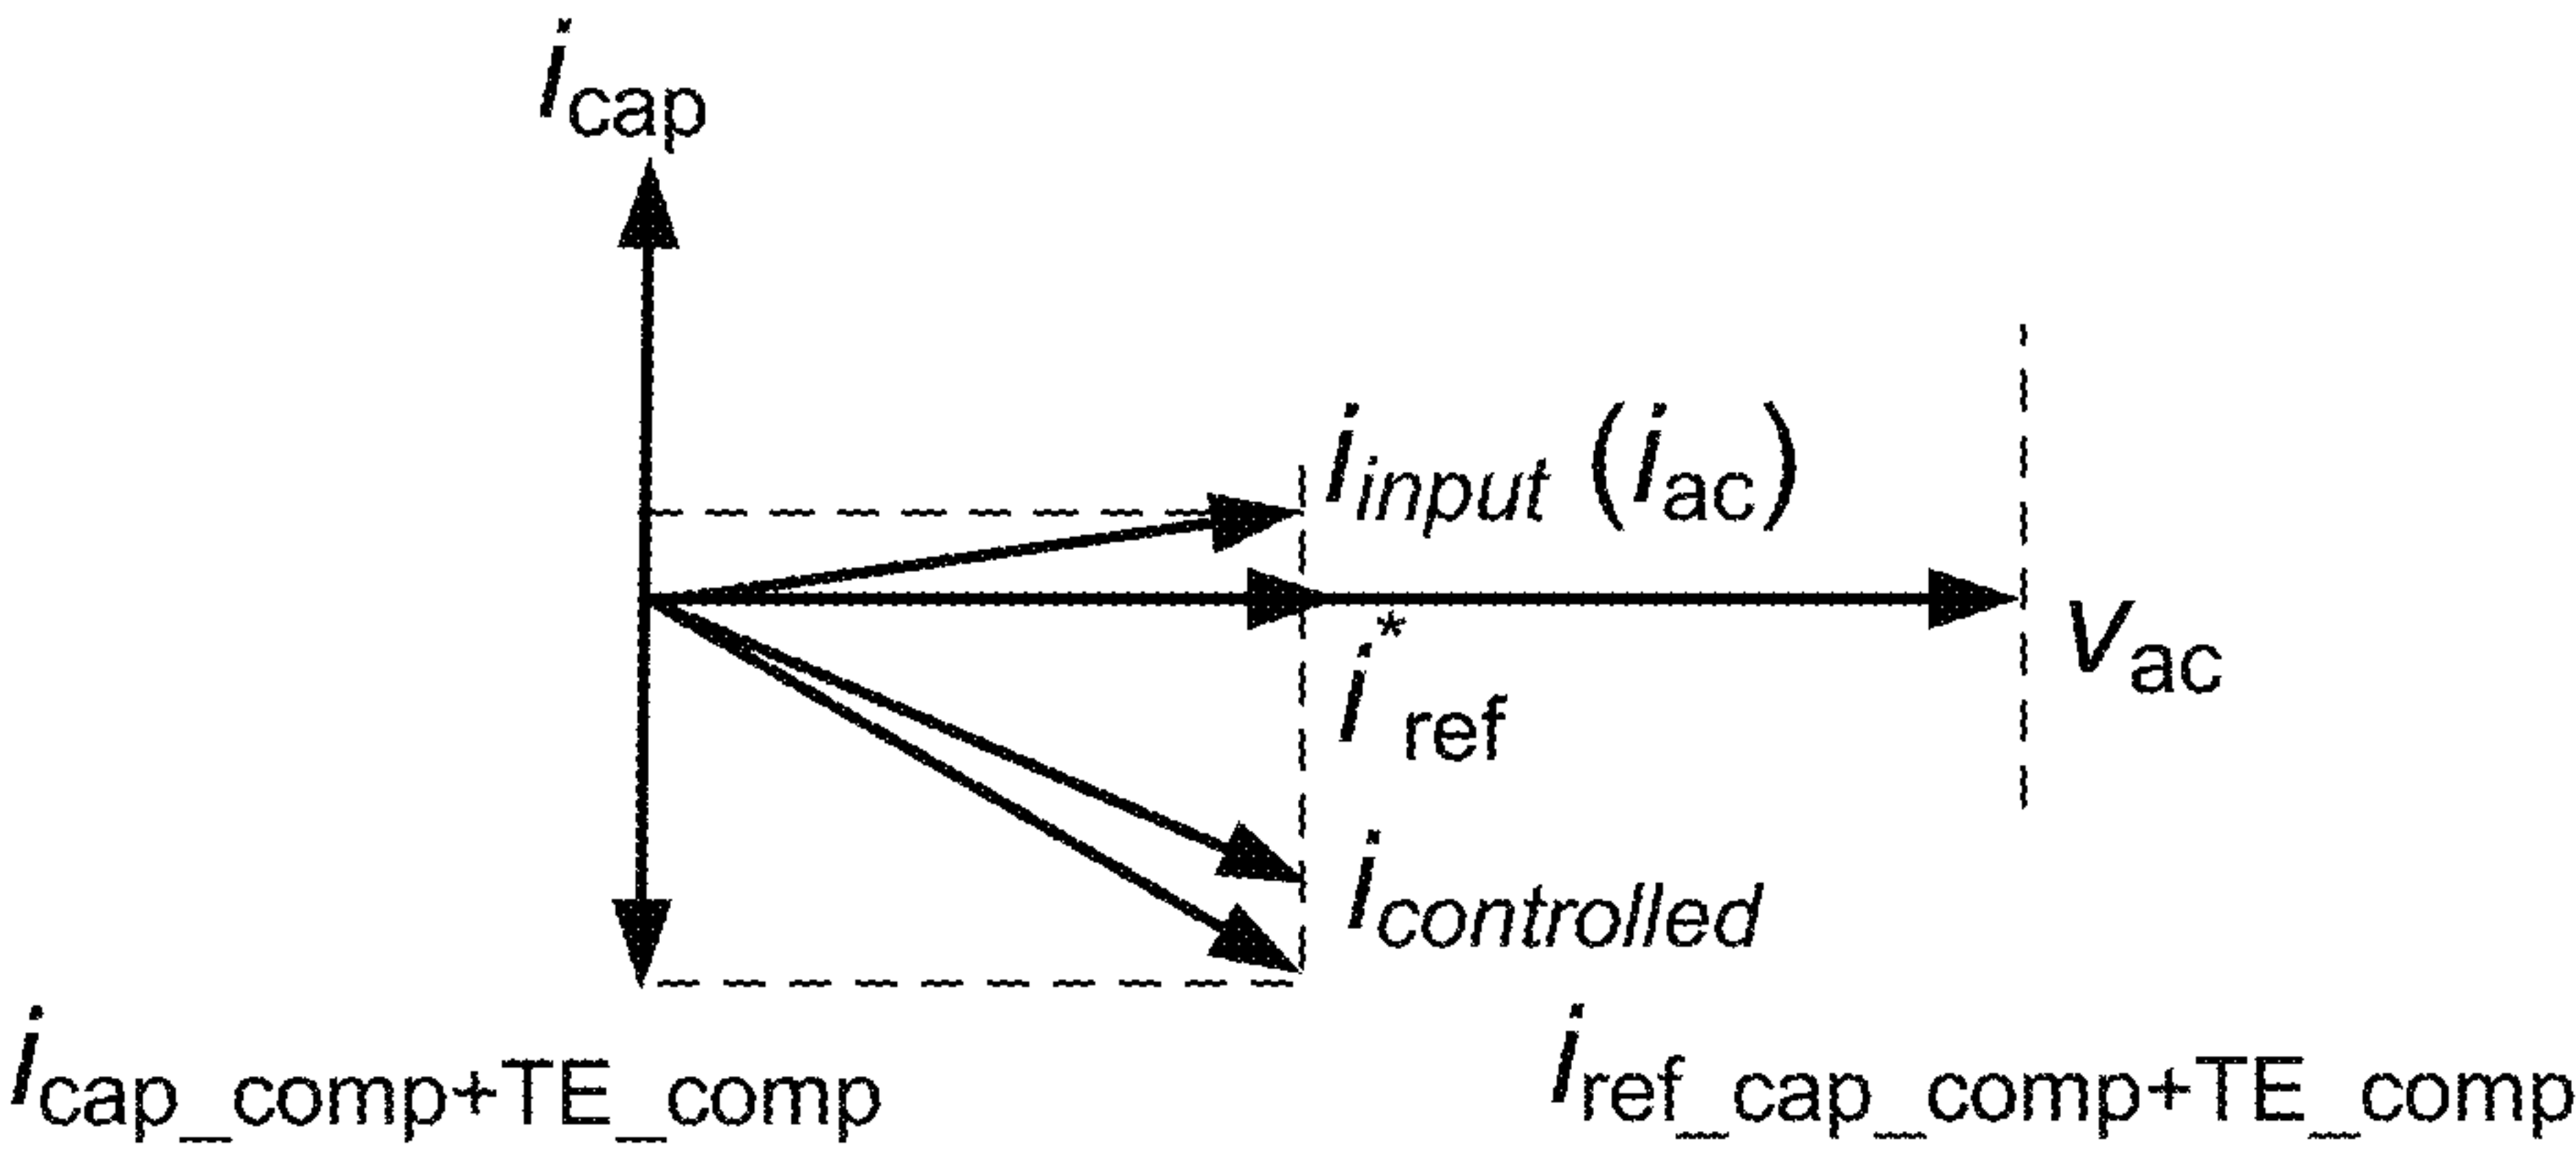 i_cap
i_input (i_ac)
i*_ref
v_ac
i_controlled
i_cap_comp+TE_comp
i_ref_cap_comp+TE_comp